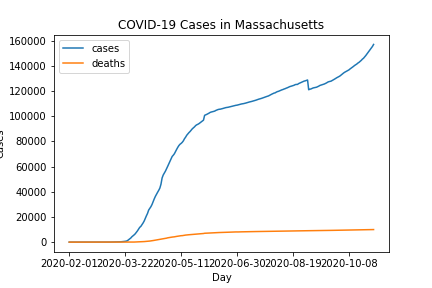 COVID-19 Cases in Massachusetts
cases
deaths
160000
140000
120000
100000
80000
60000
40000
20000
0
cases
2020-02-01 2020-03-22 2020-05-11 2020-06-30 2020-08-19 2020-10-08
Day